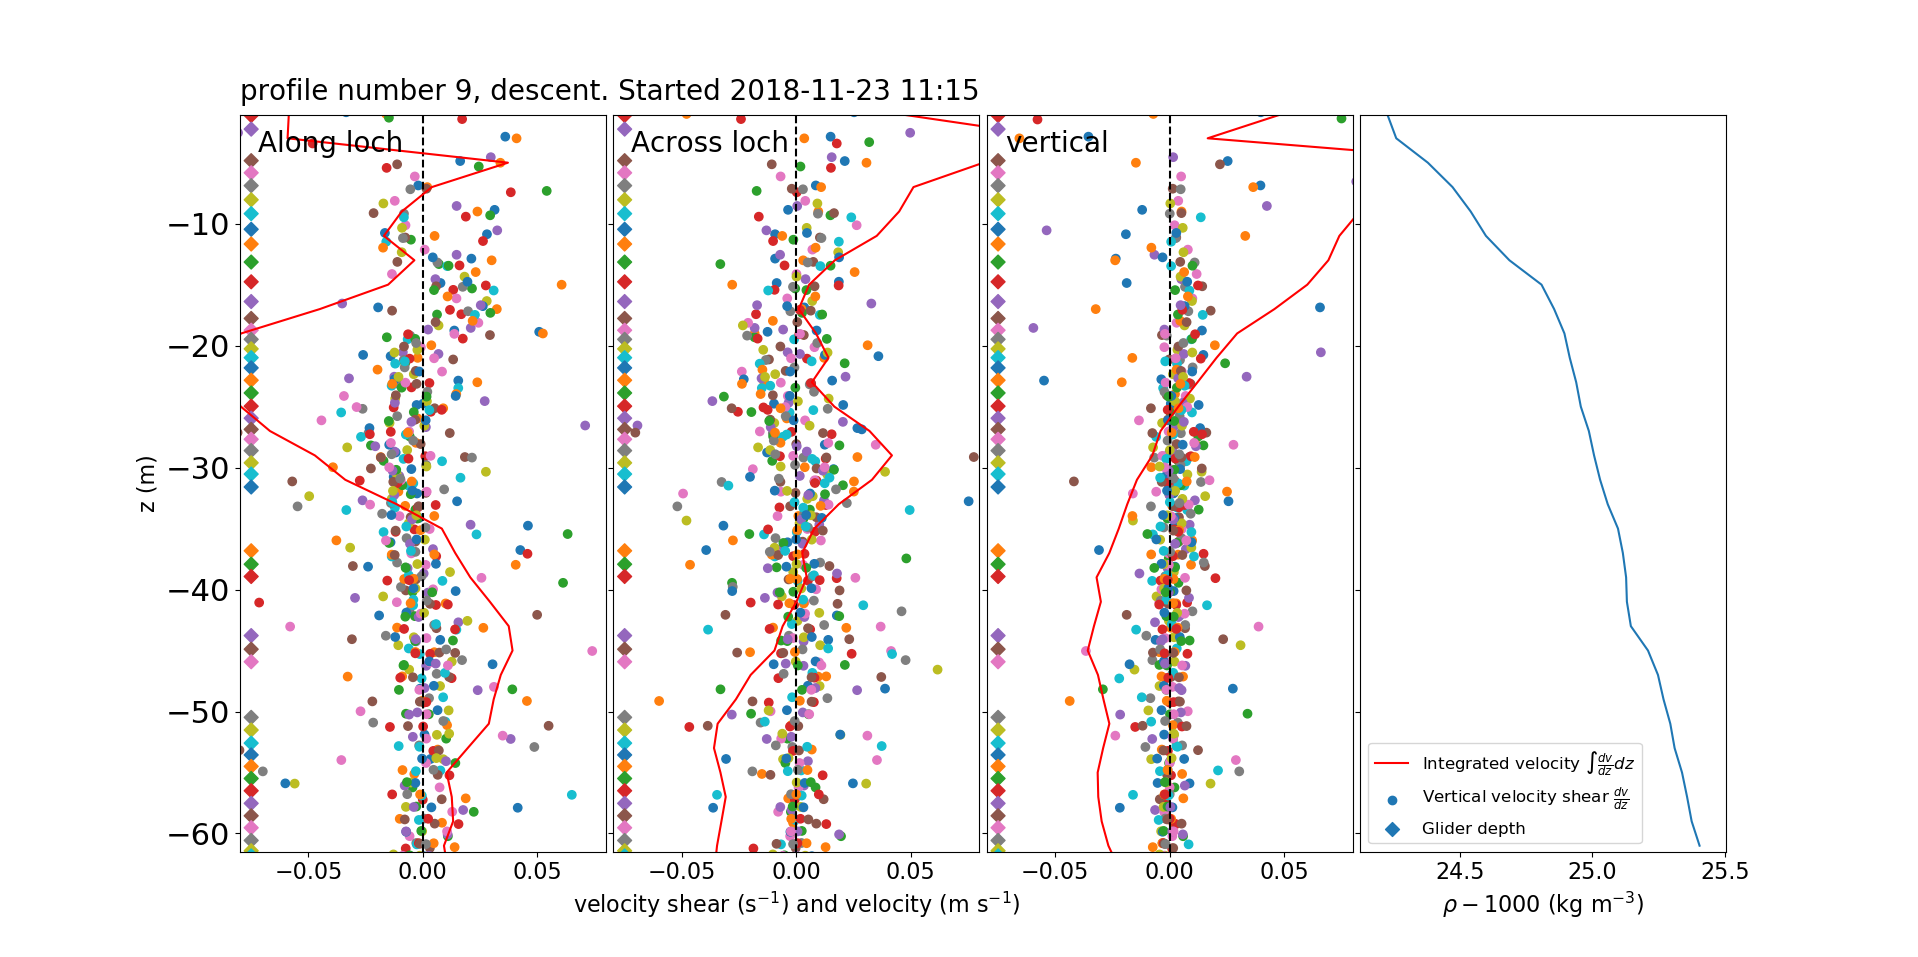 profile number 9, descent. Started 2018-11-23 11:15
Along loch
Across loch
vertical
−10
−20
−30
−40
−50
−60
z (m)
−0.05 0.00 0.05
−0.05 0.00 0.05
−0.05 0.00 0.05
24.5 25.0 25.5
velocity shear (s⁻¹) and velocity (m s⁻¹)
ρ − 1000 (kg m⁻³)
Integrated velocity ∫dv/dz dz
Vertical velocity shear dv/dz
Glider depth